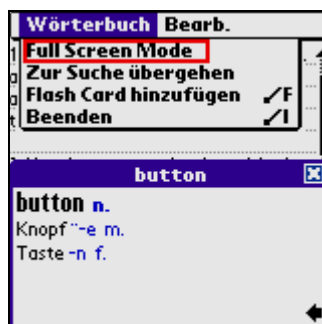 Wörterbuch Bearb.
Full Screen Mode
Zur Suche übergehen
Flash Card hinzufügen /F
Beenden /I
button
button n.
Knopf ¨-e m.
Taste -n f.